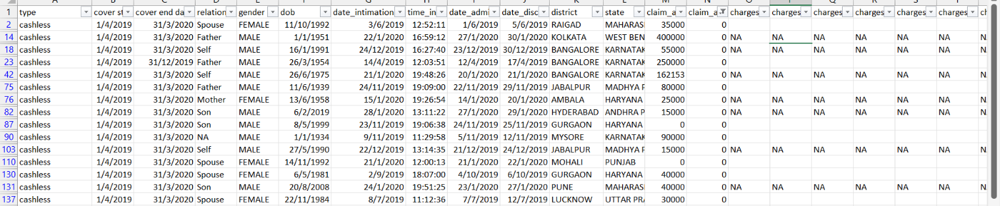 A B C D E F G H I J K L M N O P Q R S T
1 type cover st cover end da relation gender dob date_intimation time_in date_admi date_disc district state claim_a claim_a charges charges charges charges charges charges ch
2 cashless 1/4/2019 31/3/2020 Spouse FEMALE 11/10/1992 3/6/2019 12:52:11 1/6/2019 5/6/2019 RAIGAD MAHARAS 35000 0
14 cashless 1/4/2019 31/3/2020 Father MALE 1/1/1951 22/1/2020 16:59:12 27/1/2020 30/1/2020 KOLKATA WEST BEN 400000 0 NA NA NA NA NA NA N
18 cashless 1/4/2019 31/3/2020 Self MALE 16/1/1991 24/12/2019 16:27:40 23/12/2019 30/12/2019 BANGALORE KARNATAK 55000 0 NA NA NA NA NA NA N
23 cashless 1/4/2019 31/12/2019 Father MALE 26/3/1954 14/4/2019 12:03:51 12/4/2019 17/4/2019 BANGALORE KARNATAK 250000 0
42 cashless 1/4/2019 31/3/2020 Self MALE 26/6/1975 21/1/2020 19:48:26 20/1/2020 21/1/2020 BANGALORE KARNATAK 162153 0 NA NA NA NA NA NA N
75 cashless 1/4/2019 31/3/2020 Father MALE 11/6/1939 24/11/2019 19:09:00 22/11/2019 29/11/2019 JABALPUR MADHYA P 80000 0
76 cashless 1/4/2019 31/3/2020 Mother FEMALE 13/6/1958 15/1/2020 19:26:54 14/1/2020 20/1/2020 AMBALA HARYANA 25000 0 NA NA NA NA NA NA N
82 cashless 1/4/2019 31/3/2020 Son MALE 6/2/2019 28/1/2020 13:11:22 27/1/2020 29/1/2020 HYDERABAD ANDHRA P 15000 0 NA NA NA NA NA NA N
87 cashless 1/4/2019 31/3/2020 Son MALE 8/5/1999 23/11/2019 19:06:38 24/11/2019 25/11/2019 GURGAON HARYANA 0 0
90 cashless 1/4/2019 31/3/2020 NA MALE 1/1/1934 9/11/2019 11:29:58 5/11/2019 12/11/2019 MYSORE KARNATAK 90000 0
103 cashless 1/4/2019 31/3/2020 Self MALE 27/5/1990 22/12/2019 13:14:35 21/12/2019 24/12/2019 JABALPUR MADHYA P 15000 0 NA NA NA NA NA NA N
110 cashless 1/4/2019 31/3/2020 Spouse FEMALE 14/11/1992 21/1/2020 12:00:13 21/1/2020 22/1/2020 MOHALI PUNJAB 0 0
130 cashless 1/4/2019 31/3/2020 Spouse FEMALE 6/5/1981 2/9/2019 18:07:00 4/10/2019 6/10/2019 GURGAON HARYANA 40000 0
131 cashless 1/4/2019 31/3/2020 Son MALE 20/8/2008 24/1/2020 19:51:25 23/1/2020 27/1/2020 PUNE MAHARAS 40000 0 NA NA NA NA NA NA N
137 cashless 1/4/2019 31/3/2020 Spouse FEMALE 22/11/1984 8/7/2019 11:12:36 7/7/2019 12/7/2019 LUCKNOW UTTAR PR 30000 0